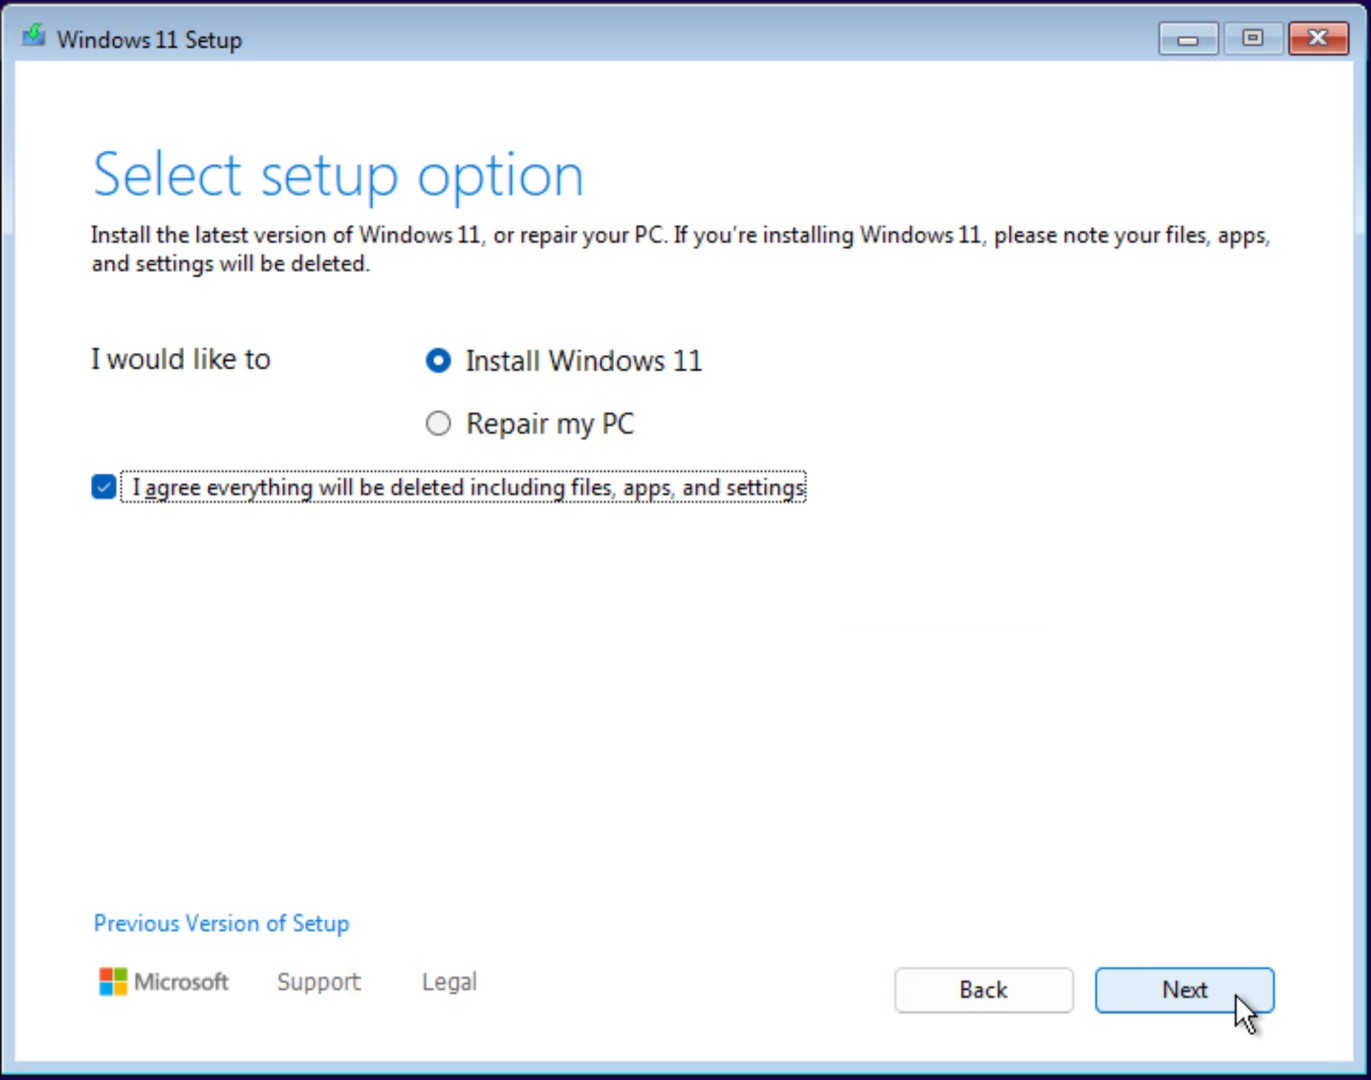 Windows 11 Setup
Select setup option
Install the latest version of Windows 11, or repair your PC. If you're installing Windows 11, please note your files, apps,
and settings will be deleted.
I would like to
Install Windows 11
Repair my PC
I agree everything will be deleted including files, apps, and settings
Previous Version of Setup
Microsoft Support Legal
Back Next